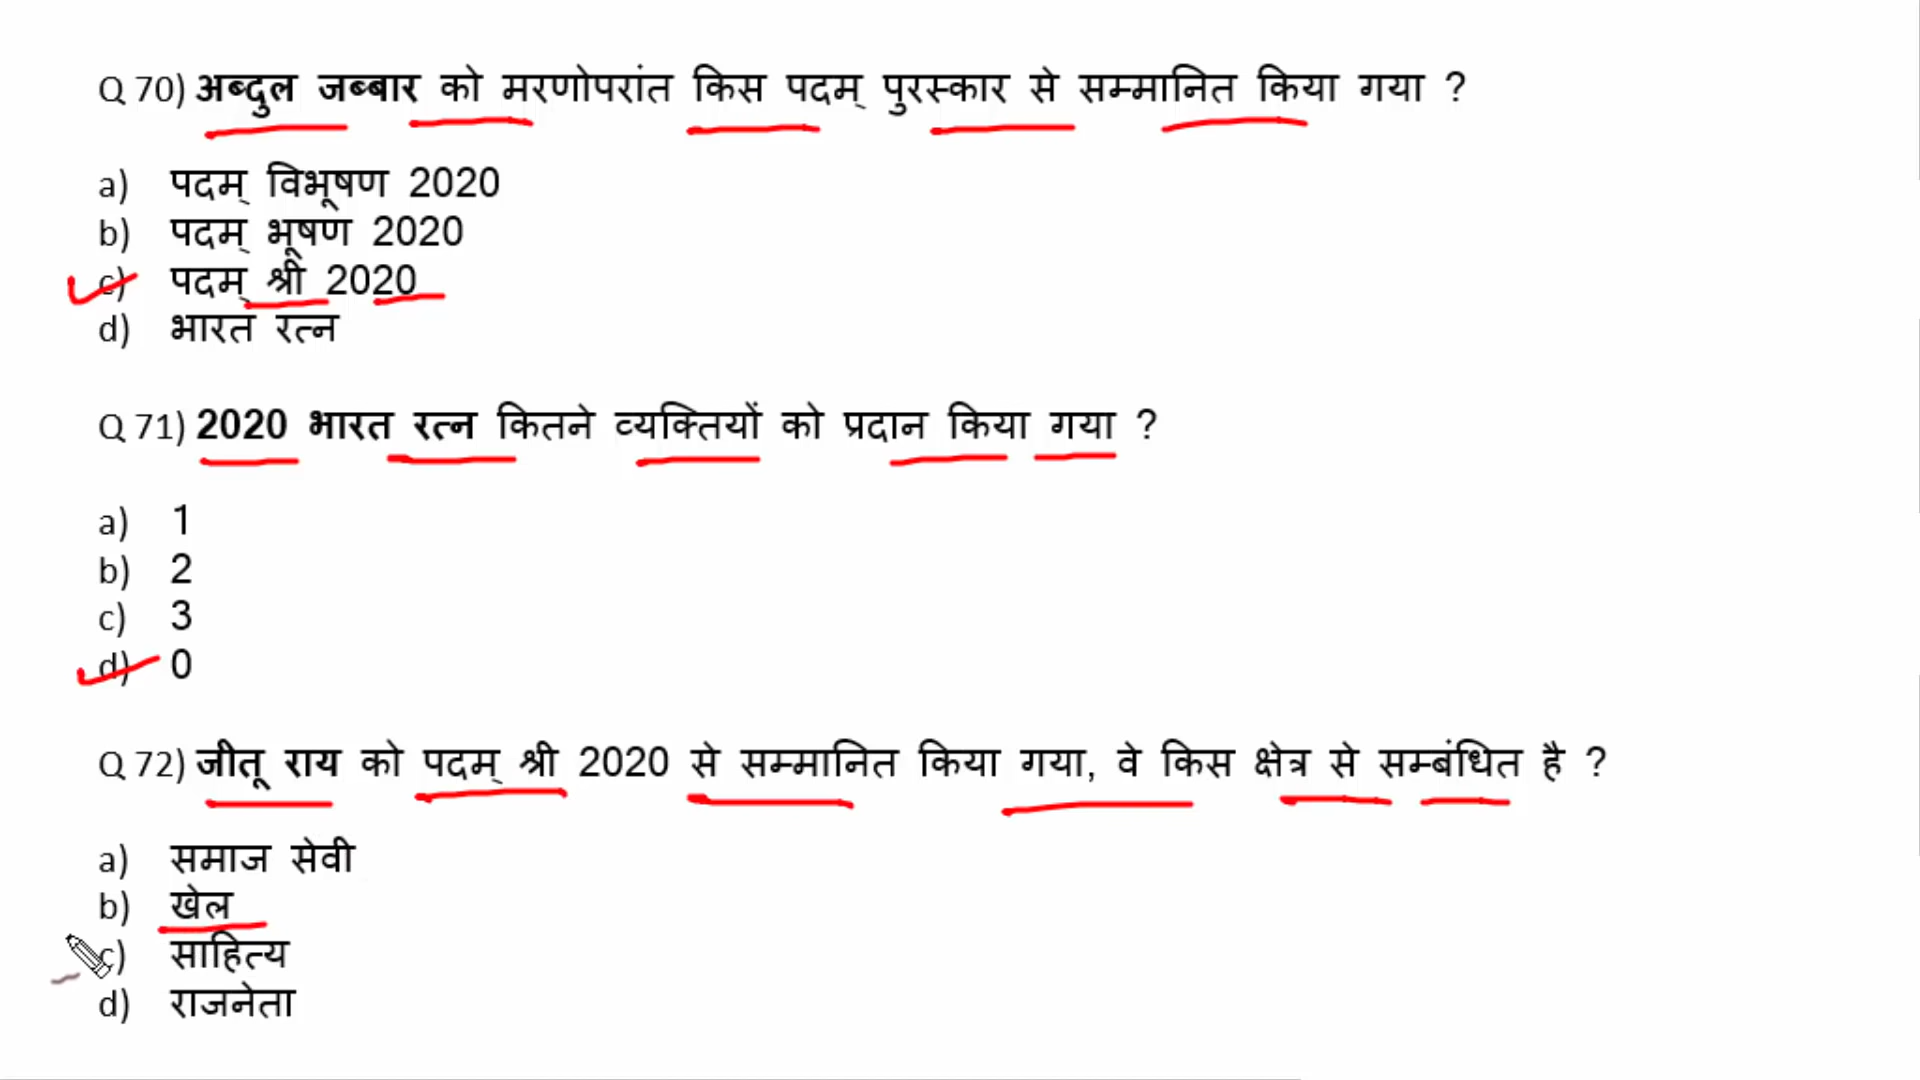 Q 70) अब्दुल जब्बार को मरणोपरांत किस पदम् पुरस्कार से सम्मानित किया गया ?
a) पदम् विभूषण 2020
b) पदम् भूषण 2020
c) पदम् श्री 2020
d) भारत रत्न
Q 71) 2020 भारत रत्न कितने व्यक्तियों को प्रदान किया गया ?
a) 1
b) 2
c) 3
d) 0
Q 72) जीतू राय को पदम् श्री 2020 से सम्मानित किया गया, वे किस क्षेत्र से सम्बंधित है ?
a) समाज सेवी
b) खेल
c) साहित्य
d) राजनेता